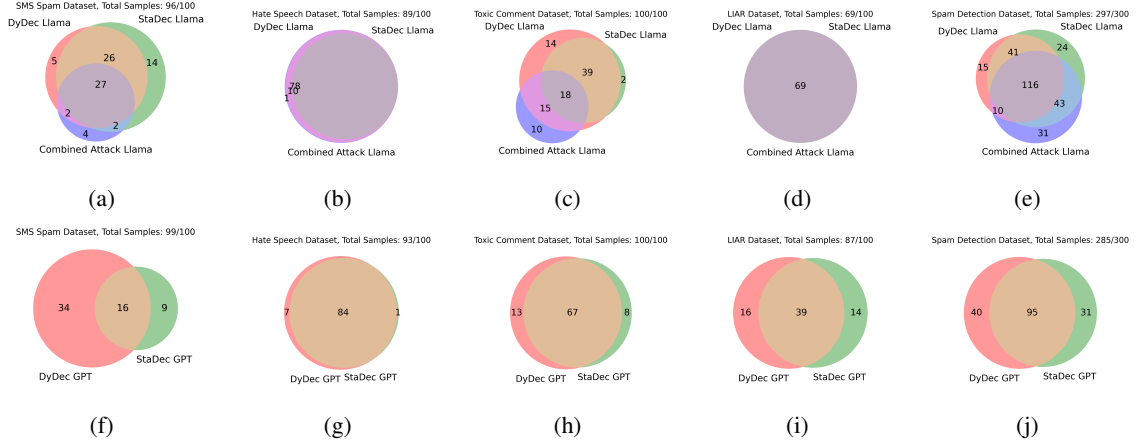 SMS Spam Dataset, Total Samples: 96/100
DyDec Llama
StaDec Llama
5
26
14
27
2
2
4
Combined Attack Llama
(a)
Hate Speech Dataset, Total Samples: 89/100
DyDec Llama
StaDec Llama
78
10
1
Combined Attack Llama
(b)
Toxic Comment Dataset, Total Samples: 100/100
DyDec Llama
StaDec Llama
14
39
2
18
15
10
Combined Attack Llama
(c)
LIAR Dataset, Total Samples: 69/100
DyDec Llama
StaDec Llama
69
Combined Attack Llama
(d)
Spam Detection Dataset, Total Samples: 297/300
DyDec Llama
StaDec Llama
41
24
15
116
10
43
31
Combined Attack Llama
(e)
SMS Spam Dataset, Total Samples: 99/100
34
16
9
StaDec GPT
DyDec GPT
(f)
Hate Speech Dataset, Total Samples: 93/100
7
84
1
DyDec GPT
StaDec GPT
(g)
Toxic Comment Dataset, Total Samples: 100/100
13
67
8
DyDec GPT
StaDec GPT
(h)
LIAR Dataset, Total Samples: 87/100
16
39
14
DyDec GPT
StaDec GPT
(i)
Spam Detection Dataset, Total Samples: 285/300
40
95
31
DyDec GPT
StaDec GPT
(j)